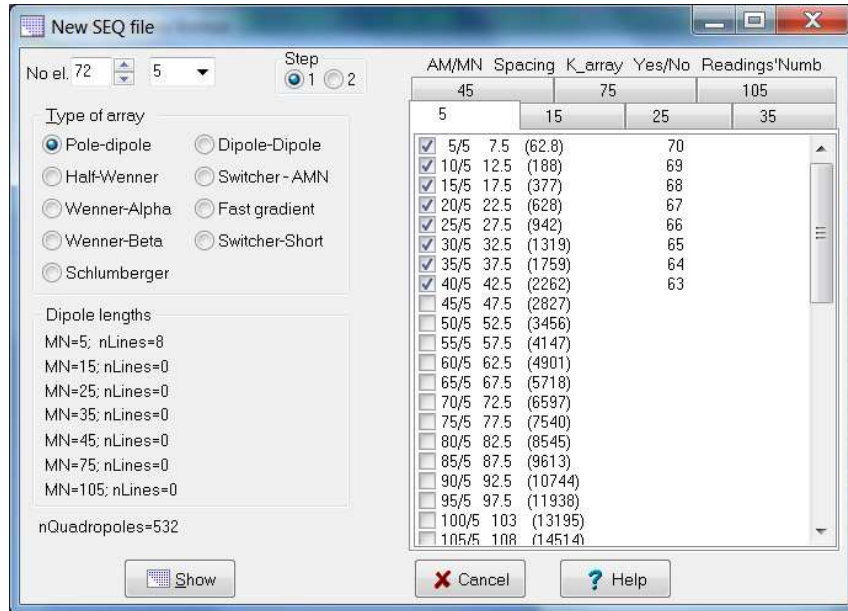 New SEQ file
No el. 72 5
Step
1 2
Type of array
Pole-dipole Dipole-Dipole
Half-Wenner Switcher - AMN
Wenner-Alpha Fast gradient
Wenner-Beta Switcher-Short
Schlumberger
Dipole lengths
MN=5; nLines=8
MN=15; nLines=0
MN=25; nLines=0
MN=35; nLines=0
MN=45; nLines=0
MN=75; nLines=0
MN=105; nLines=0
nQuadropoles=532
Show
AM/MN Spacing K_array Yes/No Readings'Numb
45 75 105
5 15 25 35
5/5 7.5 (62.8) 70
10/5 12.5 (188) 69
15/5 17.5 (377) 68
20/5 22.5 (628) 67
25/5 27.5 (942) 66
30/5 32.5 (1319) 65
35/5 37.5 (1759) 64
40/5 42.5 (2262) 63
45/5 47.5 (2827)
50/5 52.5 (3456)
55/5 57.5 (4147)
60/5 62.5 (4901)
65/5 67.5 (5718)
70/5 72.5 (6597)
75/5 77.5 (7540)
80/5 82.5 (8545)
85/5 87.5 (9613)
90/5 92.5 (10744)
95/5 97.5 (11938)
100/5 103 (13195)
105/5 108 (14514)
Cancel Help